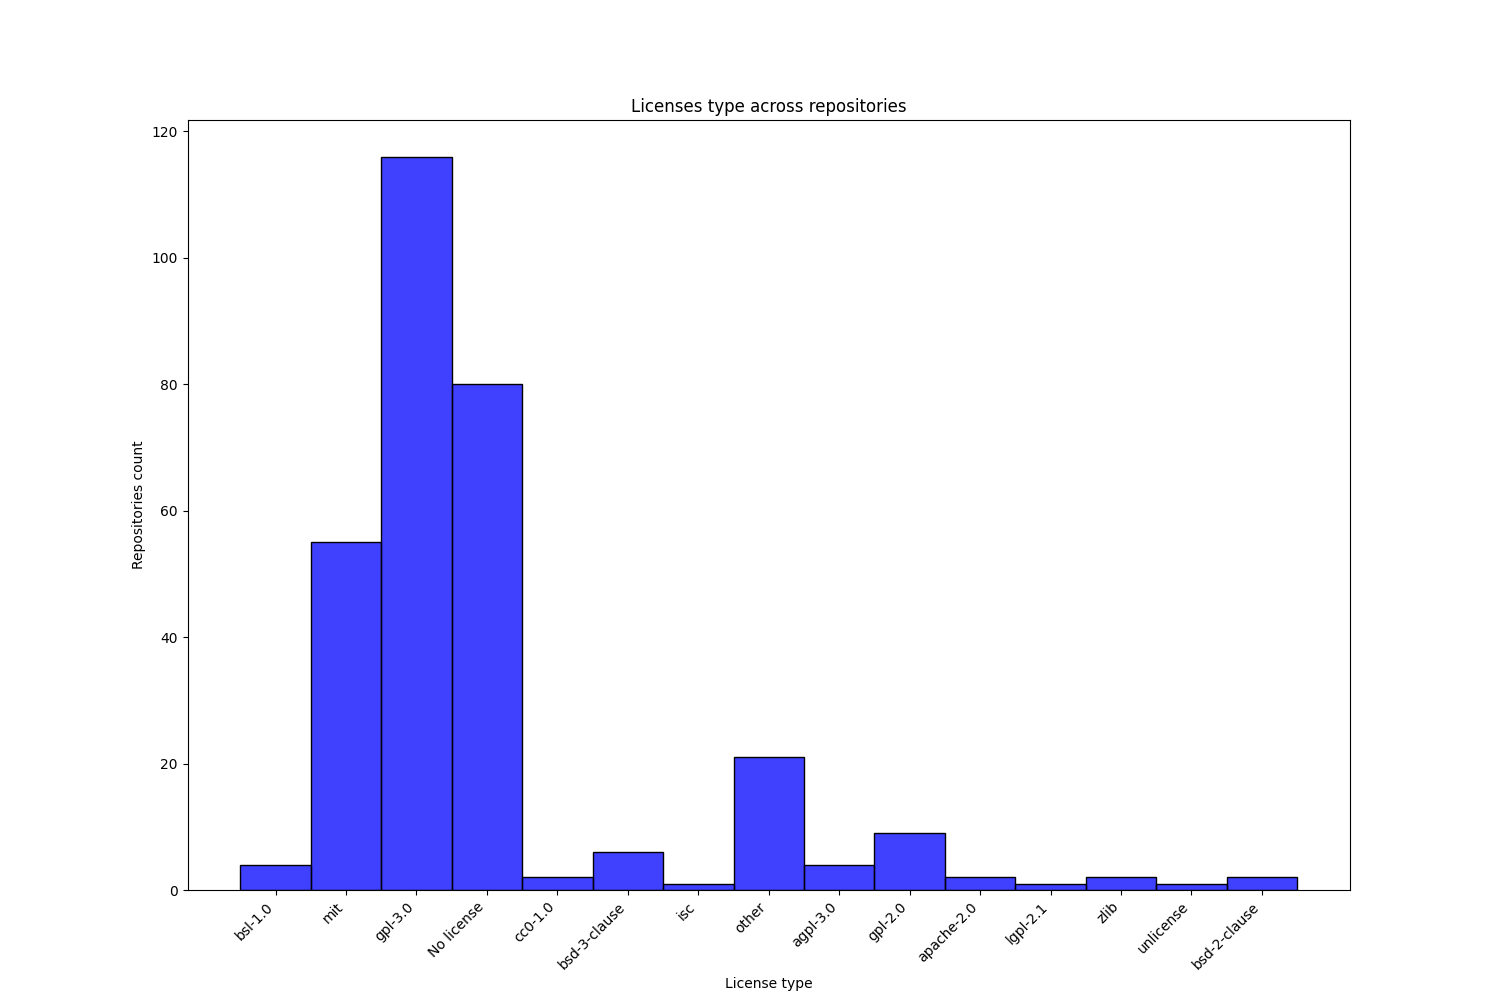 Licenses type across repositories
120
100
80
60
40
20
0
Repositories count
bsl-1.0
mit
gpl-3.0
No license
cc0-1.0
bsd-3-clause
isc
other
agpl-3.0
gpl-2.0
apache-2.0
lgpl-2.1
zlib
unlicense
bsd-2-clause
License type